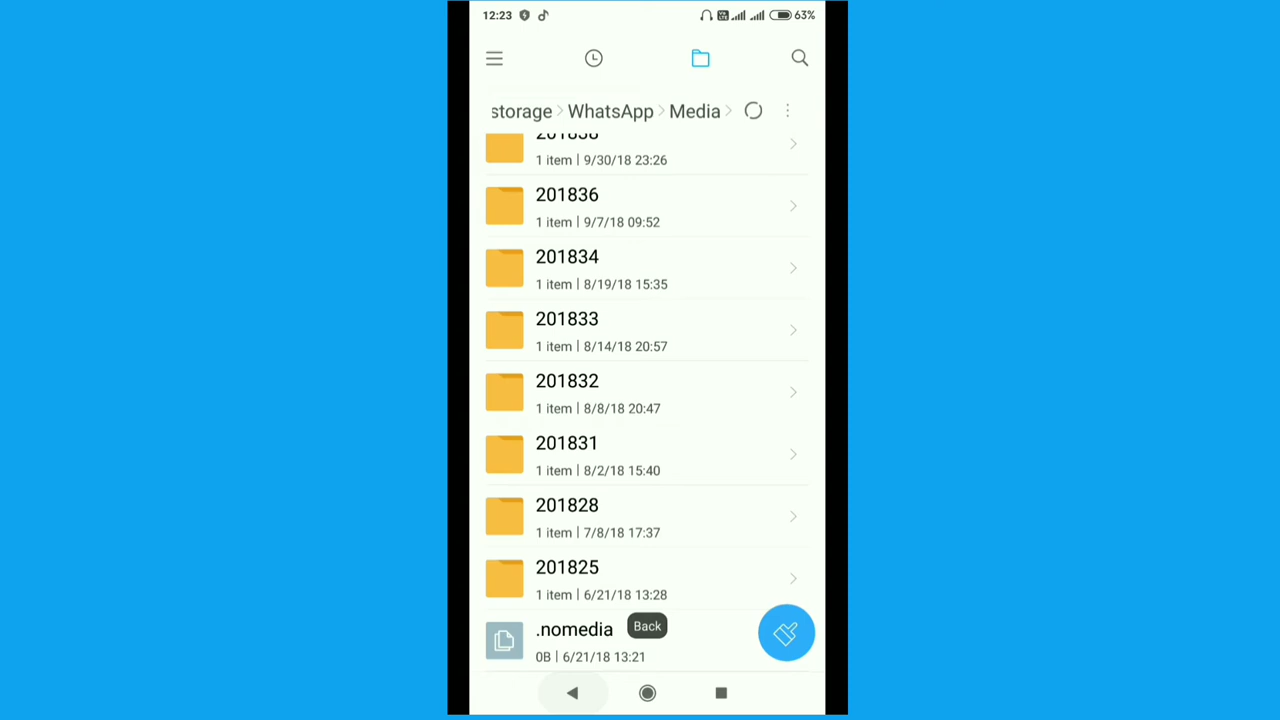 12:23 63%
storage WhatsApp Media
201838
1 item | 9/30/18 23:26
201836
1 item | 9/7/18 09:52
201834
1 item | 8/19/18 15:35
201833
1 item | 8/14/18 20:57
201832
1 item | 8/8/18 20:47
201831
1 item | 8/2/18 15:40
201828
1 item | 7/8/18 17:37
201825
1 item | 6/21/18 13:28
.nomedia
Back
0B | 6/21/18 13:21